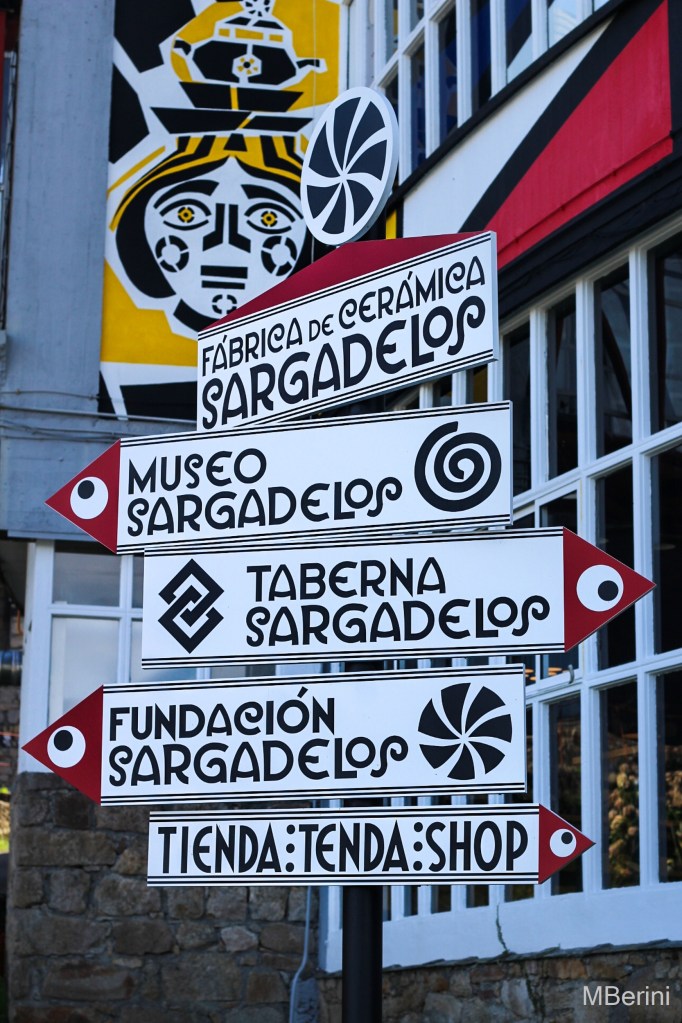 FÁBRICA DE CERÁMICA
SARGADELOS
MUSEO
SARGADELOS
TABERNA
SARGADELOS
FUNDACIÓN
SARGADELOS
TIENDA⋮TENDA⋮SHOP
MBerini